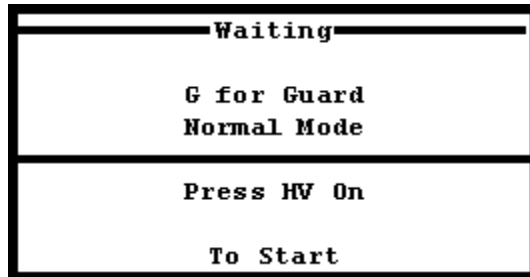 Waiting
G for Guard
Normal Mode
Press HV On
To Start